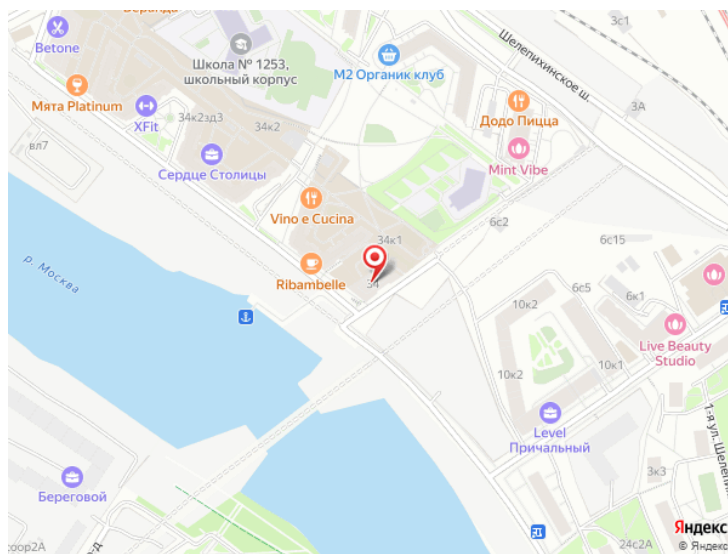 Веранда
3с1
Betone
Школа № 1253,
школьный корпус
М2 Органик клуб
Шелепихинское ш.
3А
Мята Platinum
XFit
34к2зд3
34к2
Додо Пицца
вл7
Сердце Столицы
Mint Vibe
Vino e Cucina
34к1
6с2
6с15
р. Москва
Ribambelle
34
6с5
6к1
10к2
Live Beauty
Studio
10к2
10к1
Level
Причальный
1-я ул. Шелепи
3к3
Береговой
соор2А
д
24с2А
Яндекс
© Яндекс